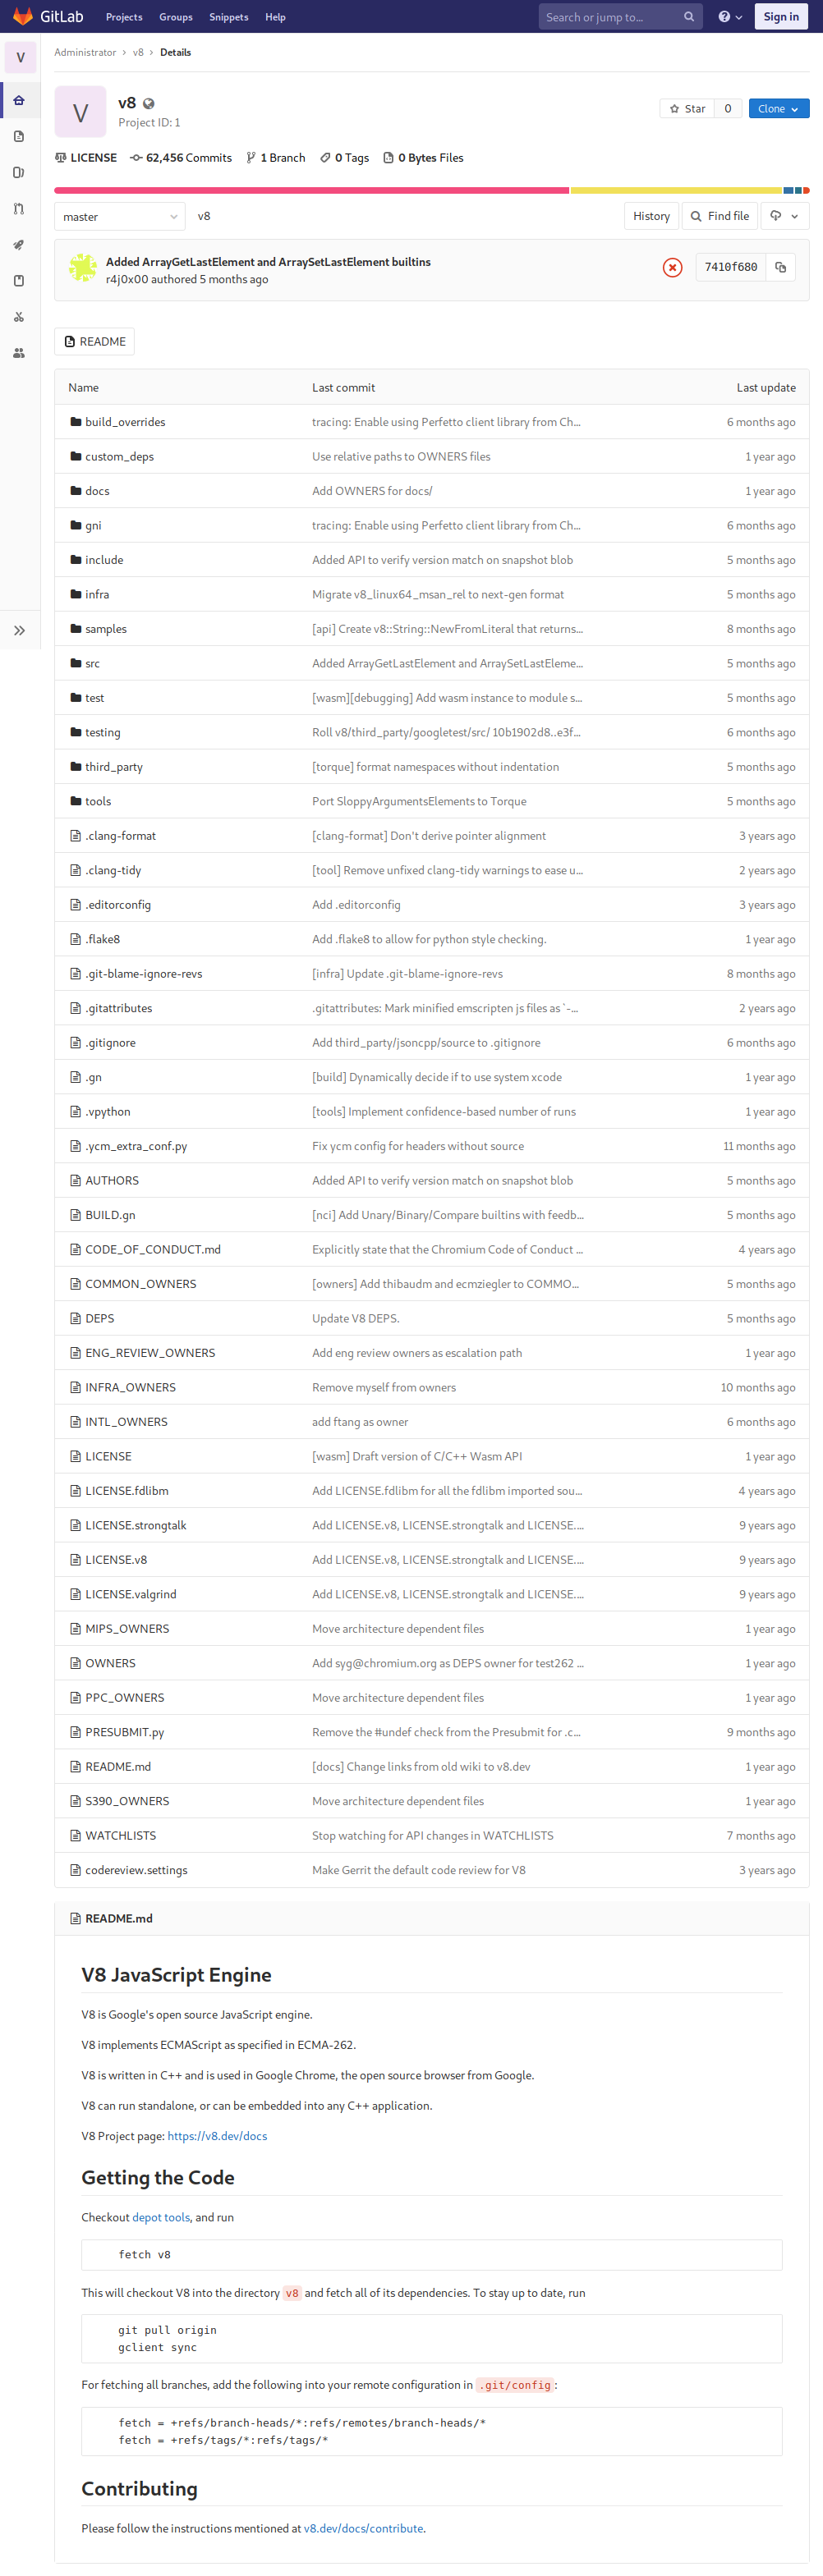 GitLab Projects Groups Snippets Help Search or jump to... Sign in
V Administrator > v8 > Details
V v8
Project ID: 1
Star 0 Clone
LICENSE 62,456 Commits 1 Branch 0 Tags 0 Bytes Files
master v8 History Find file
Added ArrayGetLastElement and ArraySetLastElement builtins
r4j0x00 authored 5 months ago
7410f680
README
Name Last commit Last update
build_overrides tracing: Enable using Perfetto client library from Ch... 6 months ago
custom_deps Use relative paths to OWNERS files 1 year ago
docs Add OWNERS for docs/ 1 year ago
gni tracing: Enable using Perfetto client library from Ch... 6 months ago
include Added API to verify version match on snapshot blob 5 months ago
infra Migrate v8_linux64_msan_rel to next-gen format 5 months ago
samples [api] Create v8::String::NewFromLiteral that returns... 8 months ago
src Added ArrayGetLastElement and ArraySetLastEleme... 5 months ago
test [wasm][debugging] Add wasm instance to module s... 5 months ago
testing Roll v8/third_party/googletest/src/ 10b1902d8..e3f... 6 months ago
third_party [torque] format namespaces without indentation 5 months ago
tools Port SloppyArgumentsElements to Torque 5 months ago
.clang-format [clang-format] Don't derive pointer alignment 3 years ago
.clang-tidy [tool] Remove unfixed clang-tidy warnings to ease u... 2 years ago
.editorconfig Add .editorconfig 3 years ago
.flake8 Add .flake8 to allow for python style checking. 1 year ago
.git-blame-ignore-revs [infra] Update .git-blame-ignore-revs 8 months ago
.gitattributes .gitattributes: Mark minified emscripten js files as `-... 2 years ago
.gitignore Add third_party/jsoncpp/source to .gitignore 6 months ago
.gn [build] Dynamically decide if to use system xcode 1 year ago
.vpython [tools] Implement confidence-based number of runs 1 year ago
.ycm_extra_conf.py Fix ycm config for headers without source 11 months ago
AUTHORS Added API to verify version match on snapshot blob 5 months ago
BUILD.gn [nci] Add Unary/Binary/Compare builtins with feedb... 5 months ago
CODE_OF_CONDUCT.md Explicitly state that the Chromium Code of Conduct ... 4 years ago
COMMON_OWNERS [owners] Add thibaudm and ecmziegler to COMMO... 5 months ago
DEPS Update V8 DEPS. 5 months ago
ENG_REVIEW_OWNERS Add eng review owners as escalation path 1 year ago
INFRA_OWNERS Remove myself from owners 10 months ago
INTL_OWNERS add ftang as owner 6 months ago
LICENSE [wasm] Draft version of C/C++ Wasm API 1 year ago
LICENSE.fdlibm Add LICENSE.fdlibm for all the fdlibm imported sou... 4 years ago
LICENSE.strongtalk Add LICENSE.v8, LICENSE.strongtalk and LICENSE.... 9 years ago
LICENSE.v8 Add LICENSE.v8, LICENSE.strongtalk and LICENSE.... 9 years ago
LICENSE.valgrind Add LICENSE.v8, LICENSE.strongtalk and LICENSE.... 9 years ago
MIPS_OWNERS Move architecture dependent files 1 year ago
OWNERS Add syg@chromium.org as DEPS owner for test262 ... 1 year ago
PPC_OWNERS Move architecture dependent files 1 year ago
PRESUBMIT.py Remove the #undef check from the Presubmit for .c... 9 months ago
README.md [docs] Change links from old wiki to v8.dev 1 year ago
S390_OWNERS Move architecture dependent files 1 year ago
WATCHLISTS Stop watching for API changes in WATCHLISTS 7 months ago
codereview.settings Make Gerrit the default code review for V8 3 years ago
README.md
V8 JavaScript Engine
V8 is Google's open source JavaScript engine.
V8 implements ECMAScript as specified in ECMA-262.
V8 is written in C++ and is used in Google Chrome, the open source browser from Google.
V8 can run standalone, or can be embedded into any C++ application.
V8 Project page: https://v8.dev/docs
Getting the Code
Checkout depot tools, and run
fetch v8
This will checkout V8 into the directory v8 and fetch all of its dependencies. To stay up to date, run
git pull origin
gclient sync
For fetching all branches, add the following into your remote configuration in .git/config:
fetch = +refs/branch-heads/*:refs/remotes/branch-heads/*
fetch = +refs/tags/*:refs/tags/*
Contributing
Please follow the instructions mentioned at v8.dev/docs/contribute.